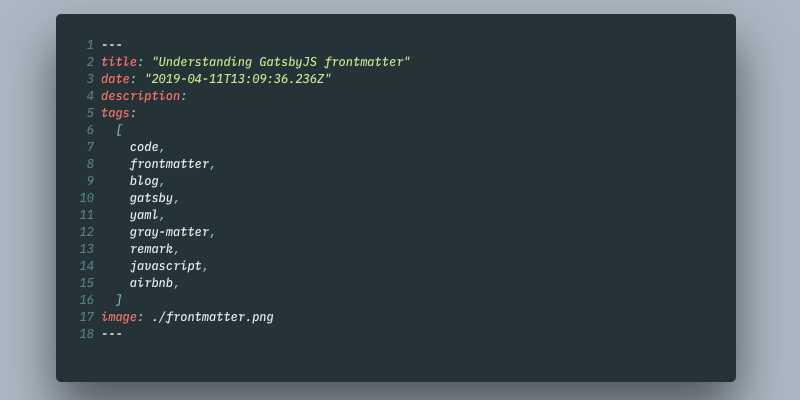 1 ---
2 title: "Understanding GatsbyJS frontmatter"
3 date: "2019-04-11T13:09:36.236Z"
4 description:
5 tags:
6   [
7     code,
8     frontmatter,
9     blog,
10     gatsby,
11     yaml,
12     gray-matter,
13     remark,
14     javascript,
15     airbnb,
16   ]
17 image: ./frontmatter.png
18 ---